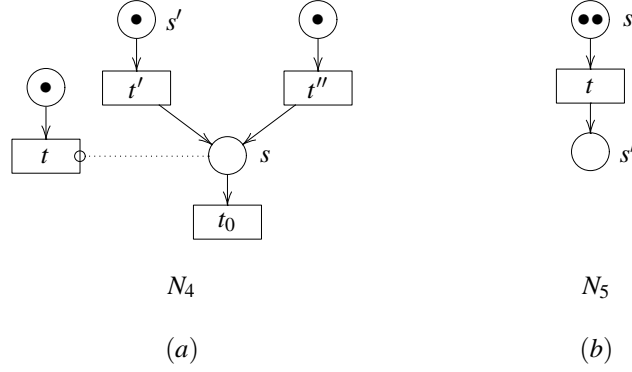 s′ s
t′ t″ t
t s s′
t₀
N₄ N₅
(a) (b)